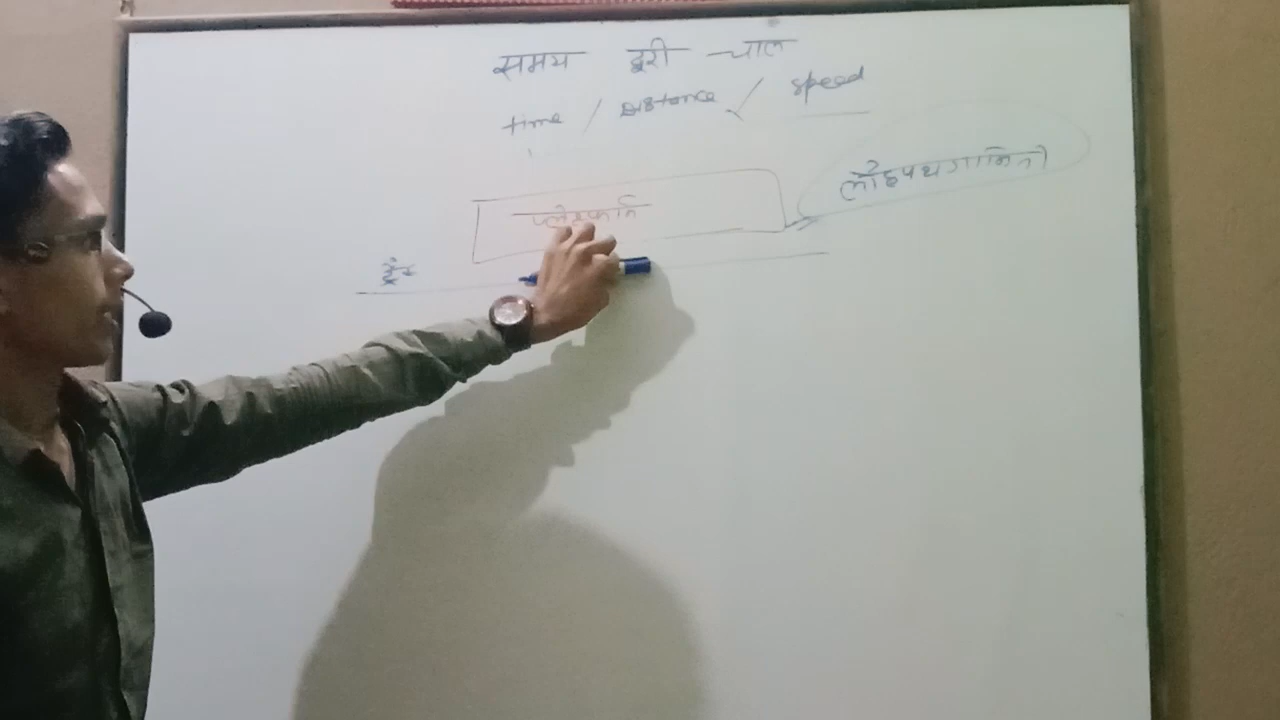 समय दूरी चाल
time / Distance / speed
लौहपथगामिनी
प्लेटफार्म
ट्रेन